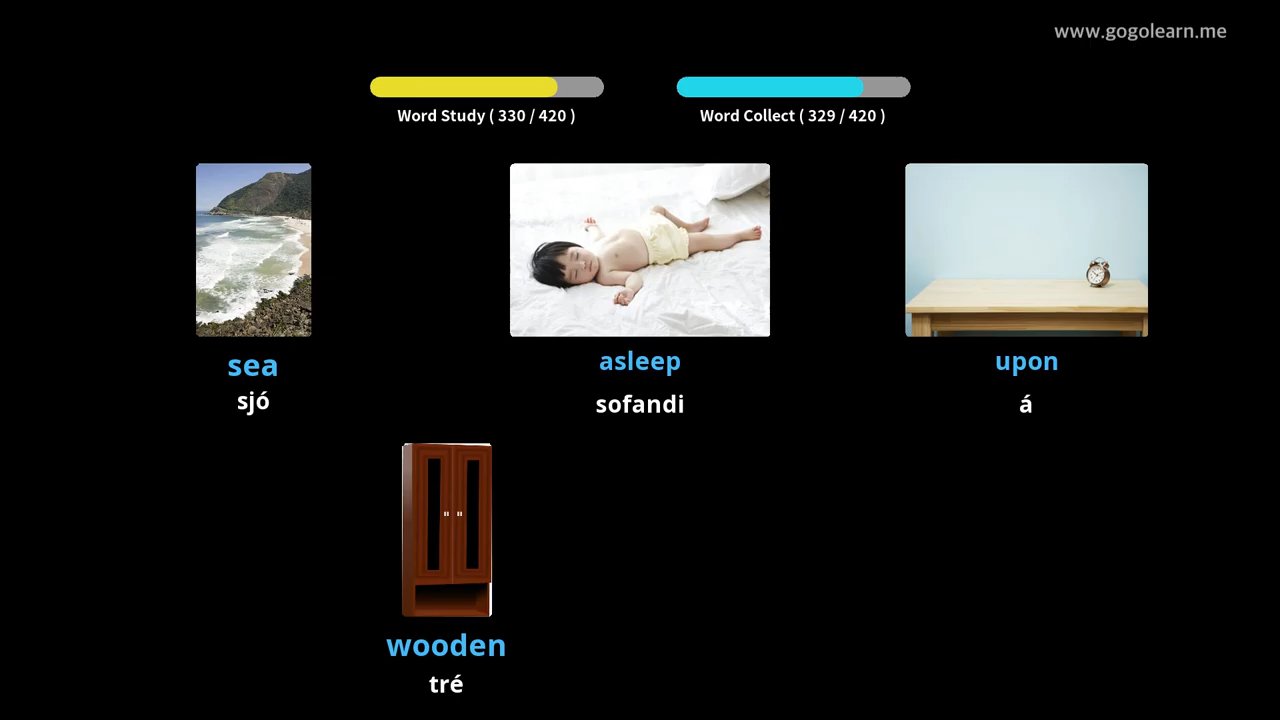 www.gogolearn.me
Word Study ( 330 / 420 )
Word Collect ( 329 / 420 )
sea
sjó
asleep
sofandi
upon
á
wooden
tré